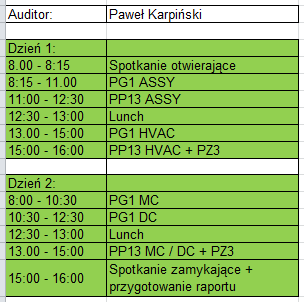 Auditor: Paweł Karpiński
Dzień 1:
8.00 - 8:15 Spotkanie otwierające
8:15 - 11.00 PG1 ASSY
11:00 - 12:30 PP13 ASSY
12:30 - 13:00 Lunch
13.00 - 15:00 PG1 HVAC
15:00 - 16:00 PP13 HVAC + PZ3
Dzień 2:
8:00 - 10:30 PG1 MC
10:30 - 12:30 PG1 DC
12:30 - 13:00 Lunch
13.00 - 15:00 PP13 MC / DC + PZ3
15:00 - 16:00 Spotkanie zamykające +
przygotowanie raportu